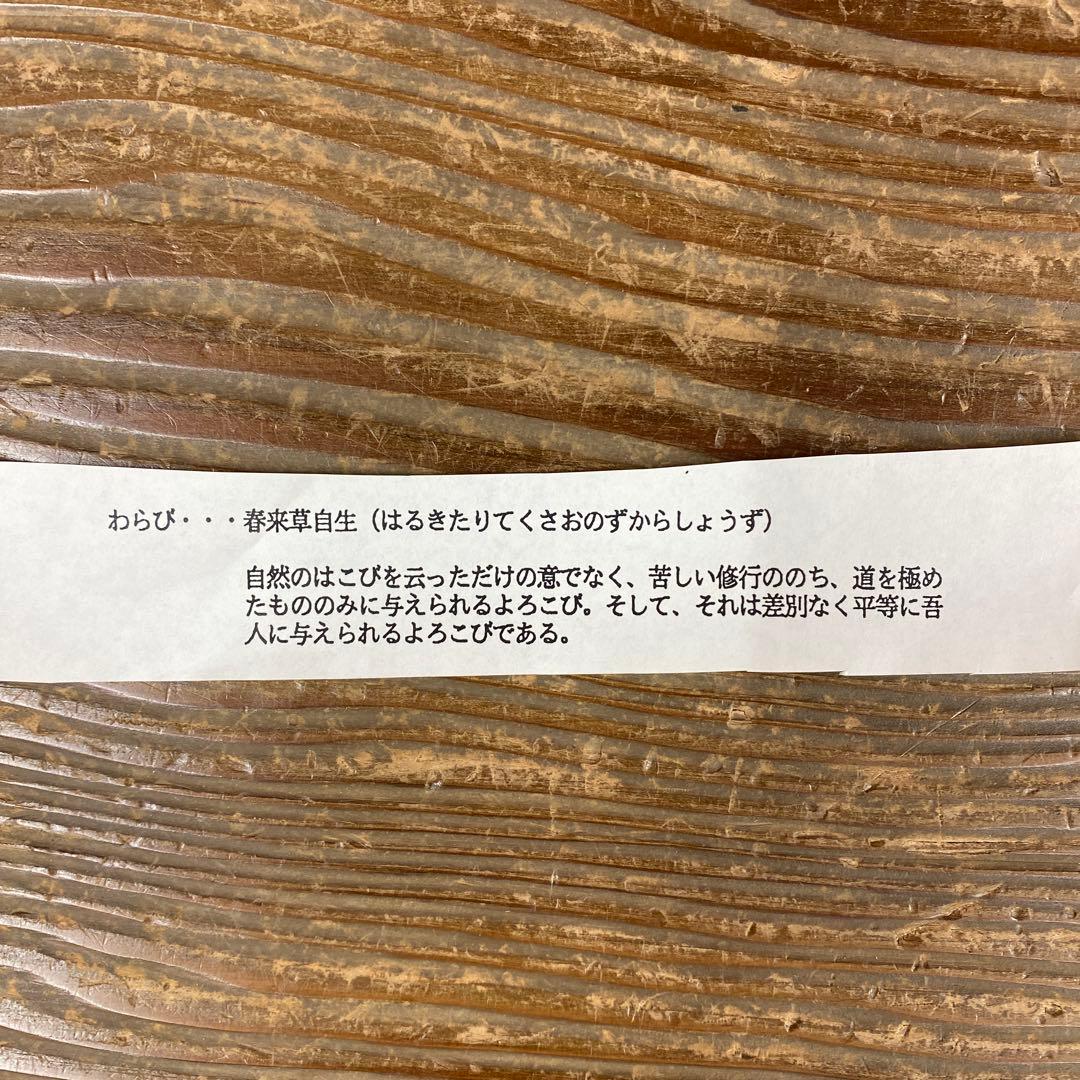 わらび・・・春来草自生（はるきたりてくさおのずからしょうず）
自然のはこびを云っただけの意でなく、苦しい修行ののち、道を極め
たもののみに与えられるよろこび。そして、それは差別なく平等に吾
人に与えられるよろこびである。